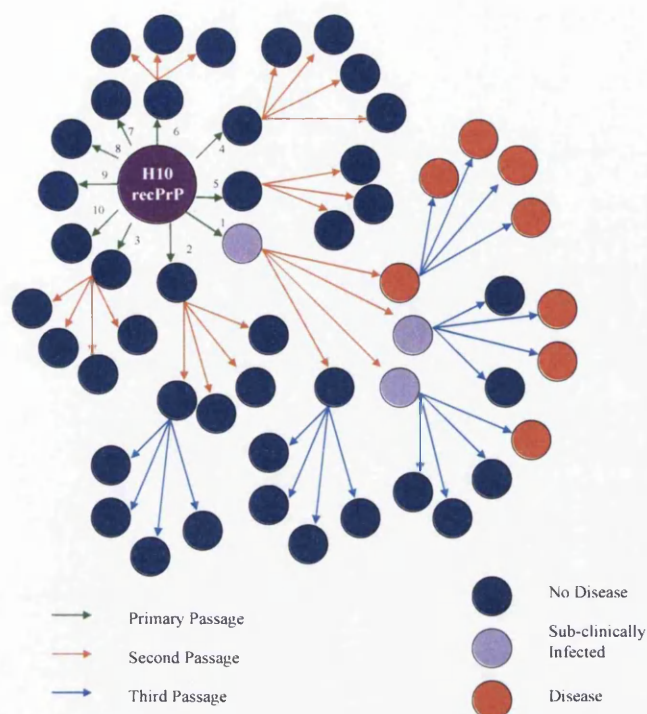 7
6
8
4
H10
recPrP
9
5
10
1
3
2
No Disease
Primary Passage
Sub-clinically
Infected
Second Passage
Third Passage
Disease